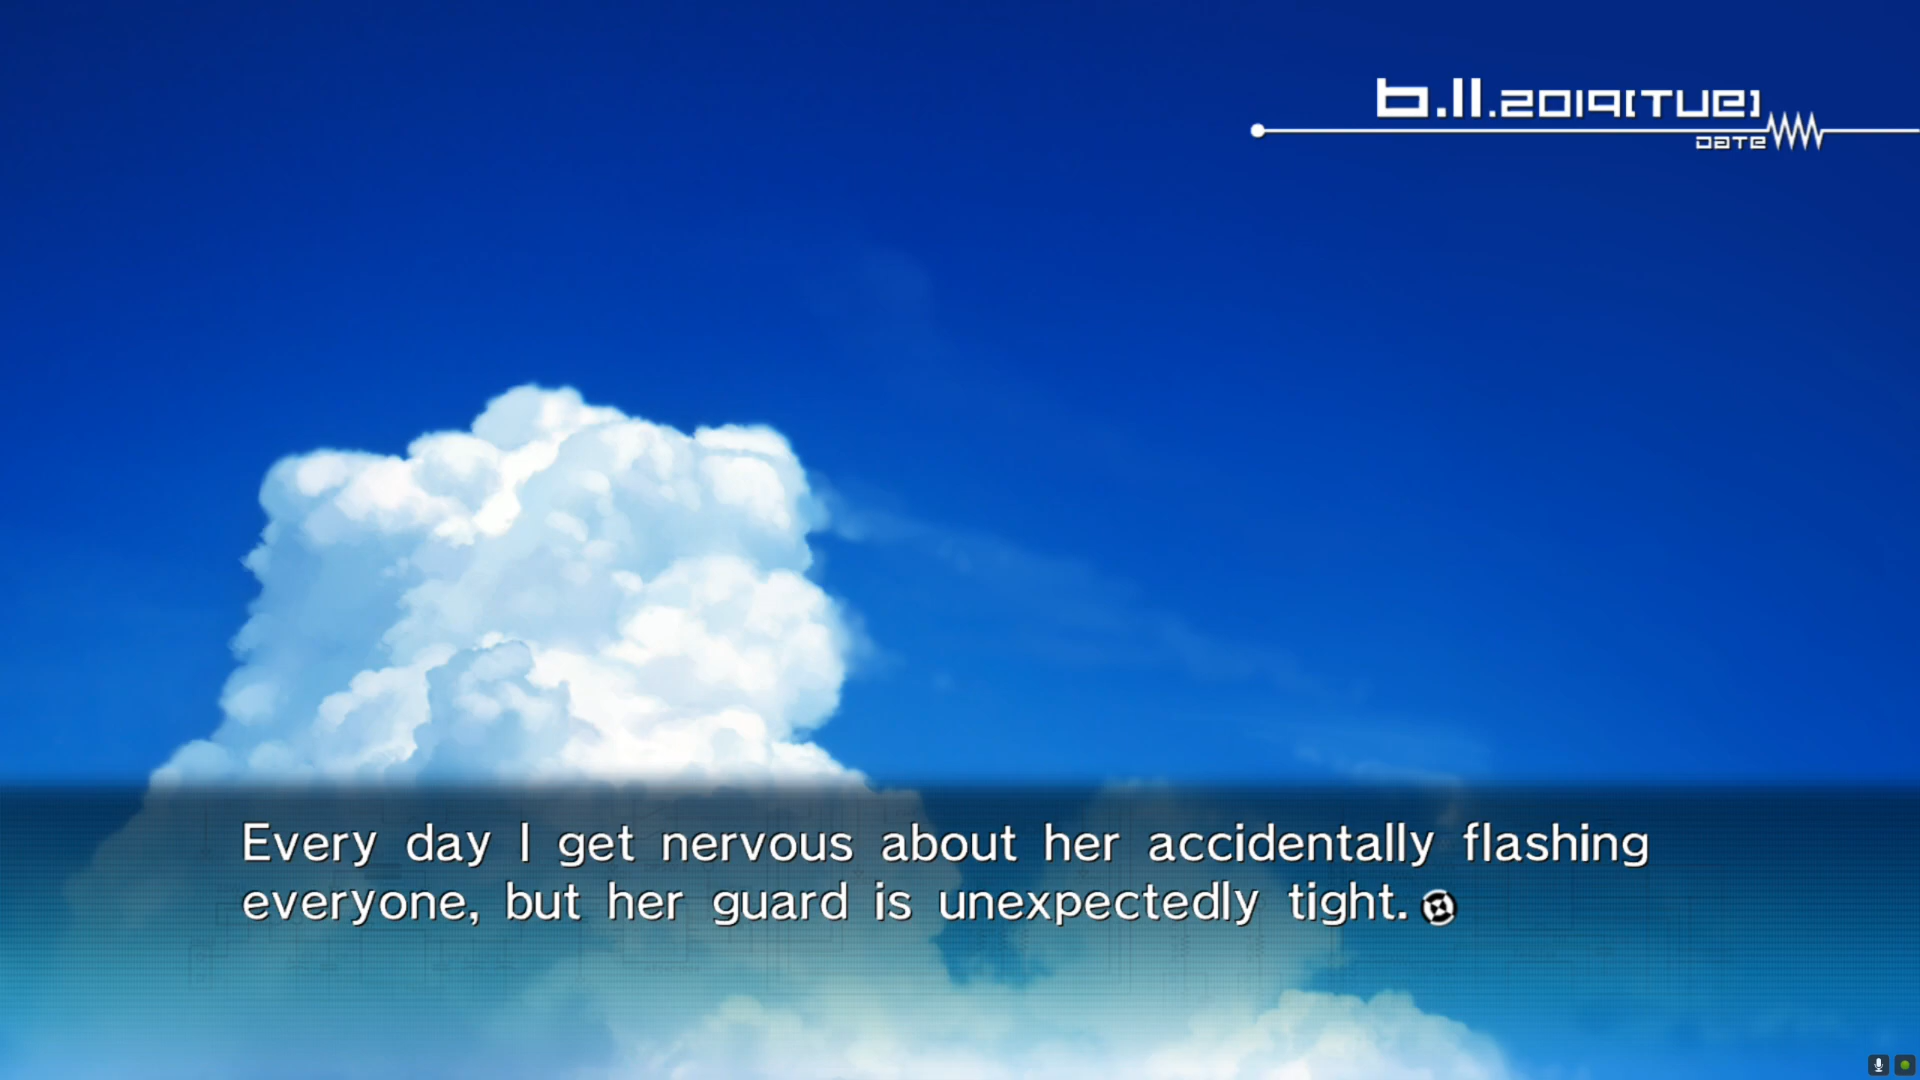 6.11.2019(TUE)
DATE
Every day I get nervous about her accidentally flashing
everyone, but her guard is unexpectedly tight.